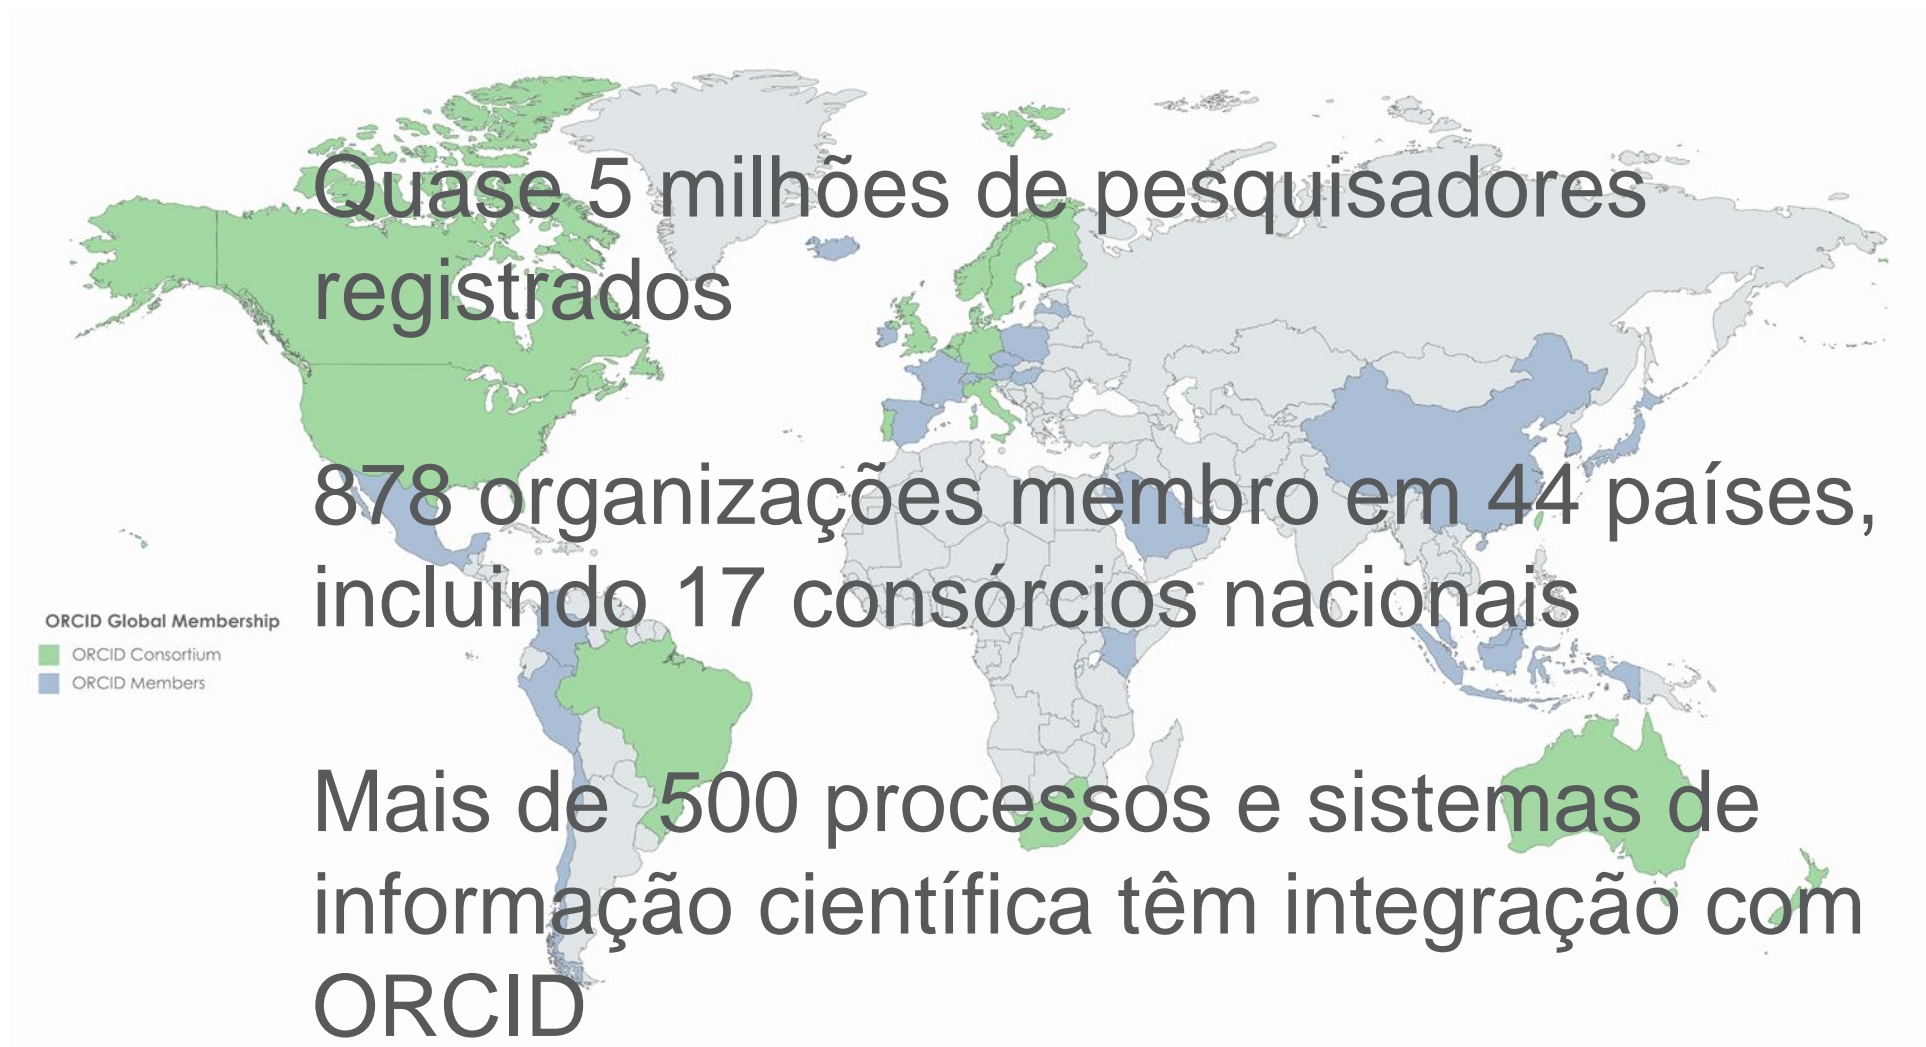 Quase 5 milhões de pesquisadores
registrados
878 organizações membro em 44 países,
incluindo 17 consórcios nacionais
ORCID Global Membership
ORCID Consortium
ORCID Members
Mais de 500 processos e sistemas de
informação científica têm integração com
ORCID